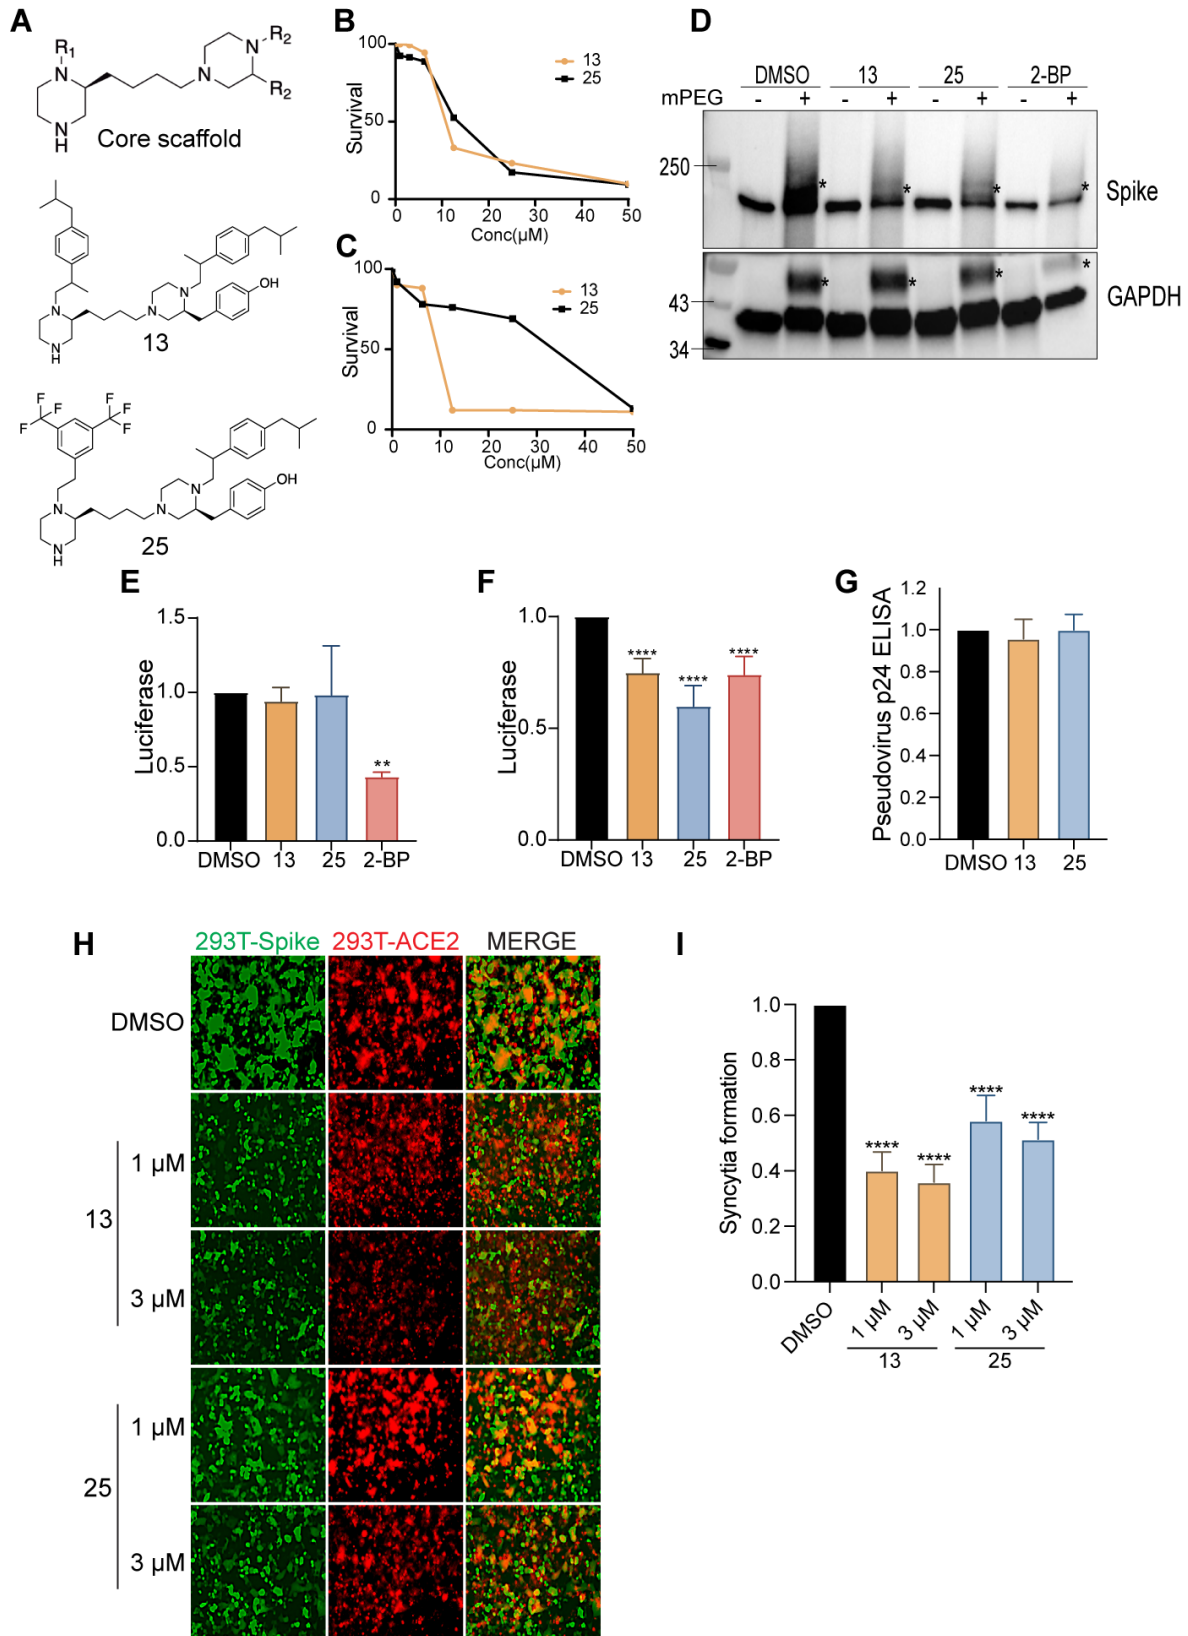 A
R₁
N
N
R₂
N
R₂
N
H
Core scaffold
N
N
N
OH
N
H
13
F
F
F
F
F
F
N
N
N
OH
N
H
25
B
Survival
100
50
0
0 10 20 30 40 50
Conc(µM)
13
25
C
Survival
100
50
0
0 10 20 30 40 50
Conc(µM)
13
25
D
DMSO 13 25 2-BP
mPEG - + - + - + - +
250
* * * *
Spike
* * * *
43
GAPDH
34
E
Luciferase
1.5
1.0
0.5
0.0
**
DMSO 13 25 2-BP
F
Luciferase
1.0
0.5
0.0
**** **** ****
DMSO 13 25 2-BP
G
Pseudovirus p24 ELISA
1.2
1.0
0.8
0.6
0.4
0.2
0.0
DMSO 13 25
H
293T-Spike 293T-ACE2 MERGE
DMSO
13
1 µM
3 µM
25
1 µM
3 µM
I
Syncytia formation
1.0
0.8
0.6
0.4
0.2
0.0
**** **** **** ****
DMSO 1 µM 3 µM 1 µM 3 µM
13 25